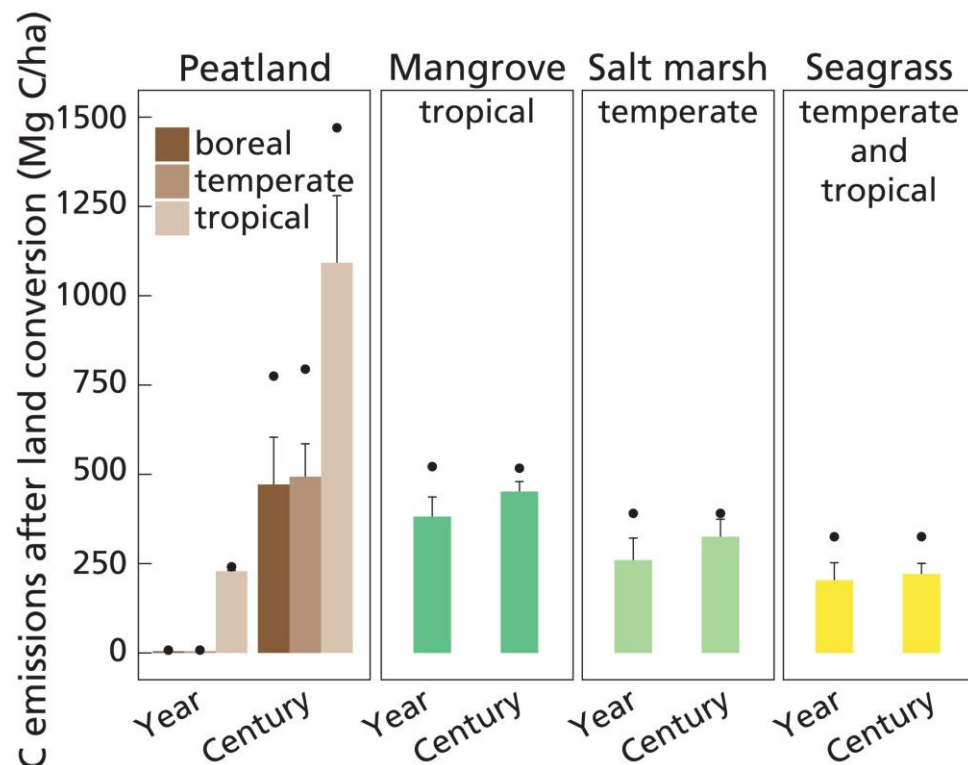 C emissions after land conversion (Mg C/ha)
Peatland
Mangrove
Salt marsh
Seagrass
tropical
temperate
temperate
and
tropical
boreal
temperate
tropical
1500
1250
1000
750
500
250
0
Year
Century
Year
Century
Year
Century
Year
Century